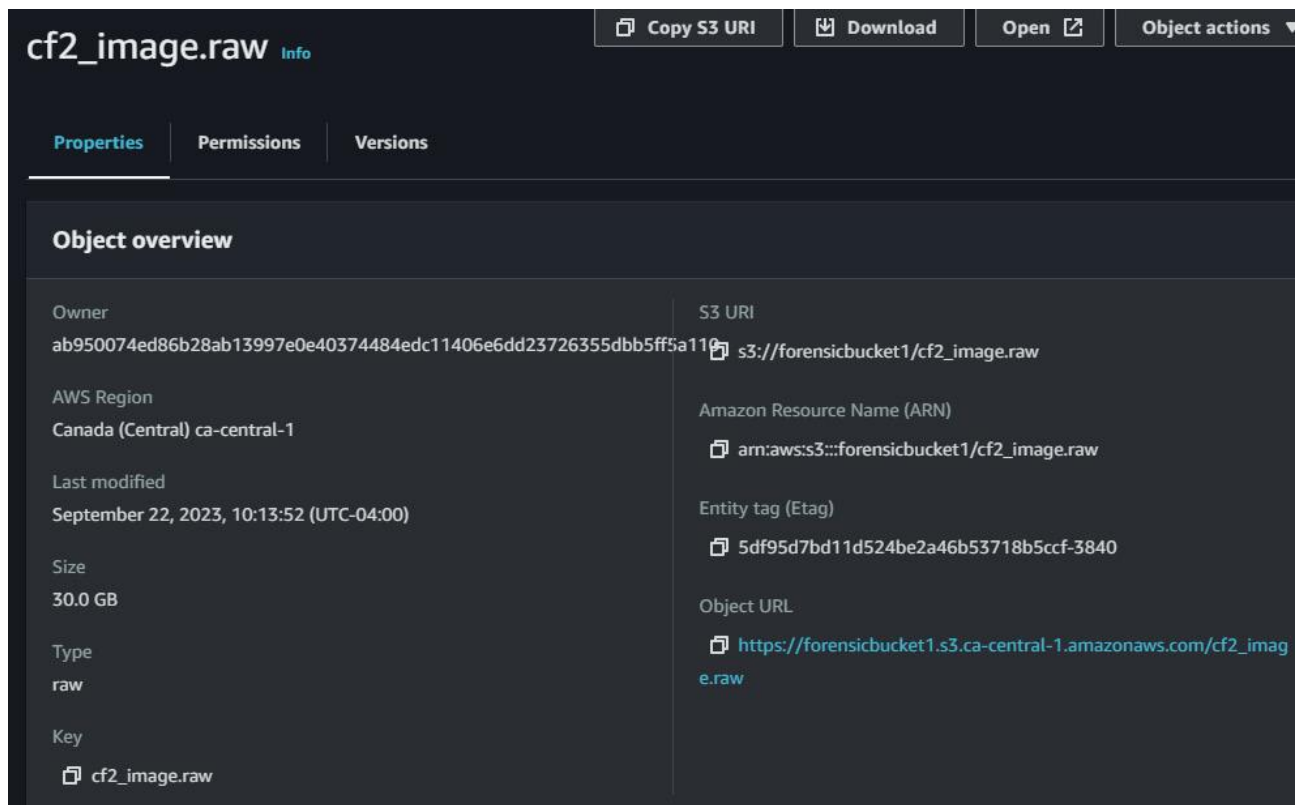 cf2_image.raw Info
Copy S3 URI
Download
Open
Object actions
Properties
Permissions
Versions
Object overview
Owner
ab950074ed86b28ab13997e0e40374484edc11406e6dd23726355dbb5ff5a110
AWS Region
Canada (Central) ca-central-1
Last modified
September 22, 2023, 10:13:52 (UTC-04:00)
Size
30.0 GB
Type
raw
Key
cf2_image.raw
S3 URI
s3://forensicbucket1/cf2_image.raw
Amazon Resource Name (ARN)
arn:aws:s3:::forensicbucket1/cf2_image.raw
Entity tag (Etag)
5df95d7bd11d524be2a46b53718b5ccf-3840
Object URL
https://forensicbucket1.s3.ca-central-1.amazonaws.com/cf2_imag
e.raw